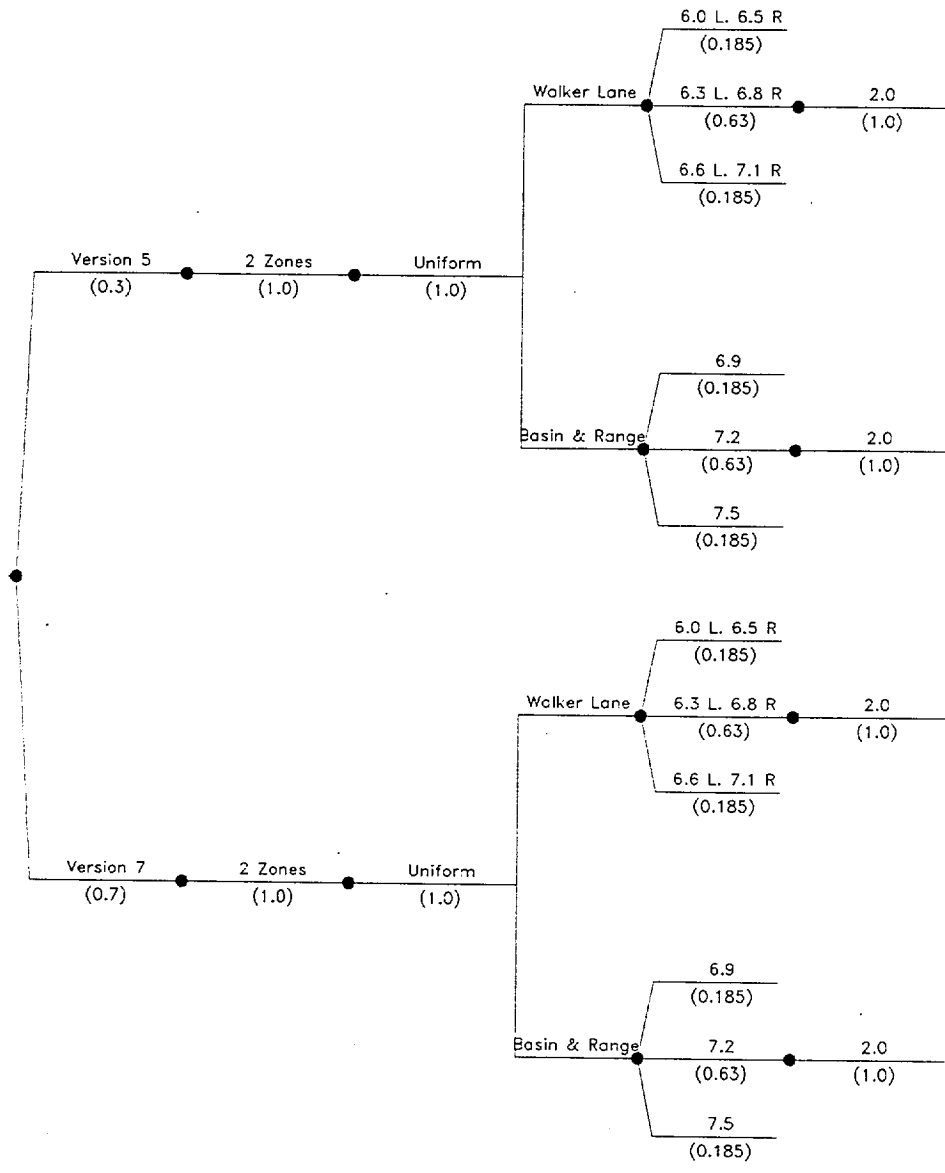 6.0 L. 6.5 R
(0.185)
Walker Lane
6.3 L. 6.8 R
(0.63)
2.0
(1.0)
6.6 L. 7.1 R
(0.185)
Version 5
(0.3)
2 Zones
(1.0)
Uniform
(1.0)
6.9
(0.185)
Basin & Range
7.2
(0.63)
2.0
(1.0)
7.5
(0.185)
6.0 L. 6.5 R
(0.185)
Walker Lane
6.3 L. 6.8 R
(0.63)
2.0
(1.0)
6.6 L. 7.1 R
(0.185)
Version 7
(0.7)
2 Zones
(1.0)
Uniform
(1.0)
6.9
(0.185)
Basin & Range
7.2
(0.63)
2.0
(1.0)
7.5
(0.185)